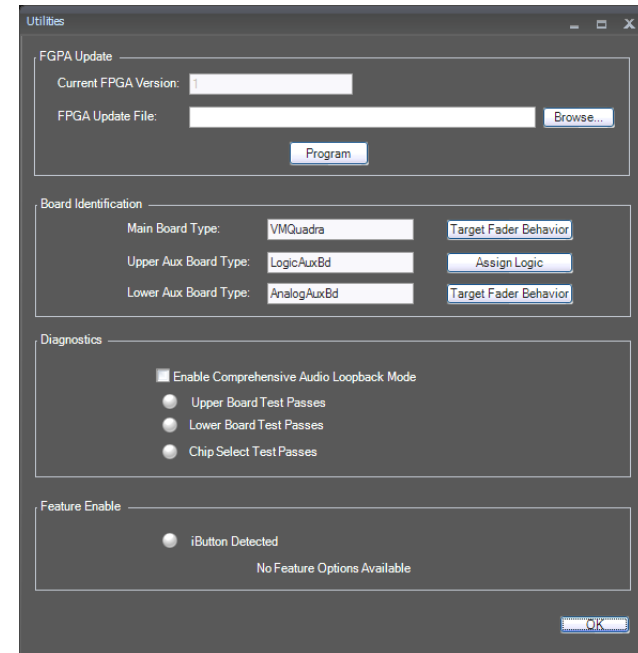 Utilities
FGPA Update
Current FPGA Version: 1
FPGA Update File: Browse...
Program
Board Identification
Main Board Type: VMQuadra Target Fader Behavior
Upper Aux Board Type: LogicAuxBd Assign Logic
Lower Aux Board Type: AnalogAuxBd Target Fader Behavior
Diagnostics
Enable Comprehensive Audio Loopback Mode
Upper Board Test Passes
Lower Board Test Passes
Chip Select Test Passes
Feature Enable
iButton Detected
No Feature Options Available
OK